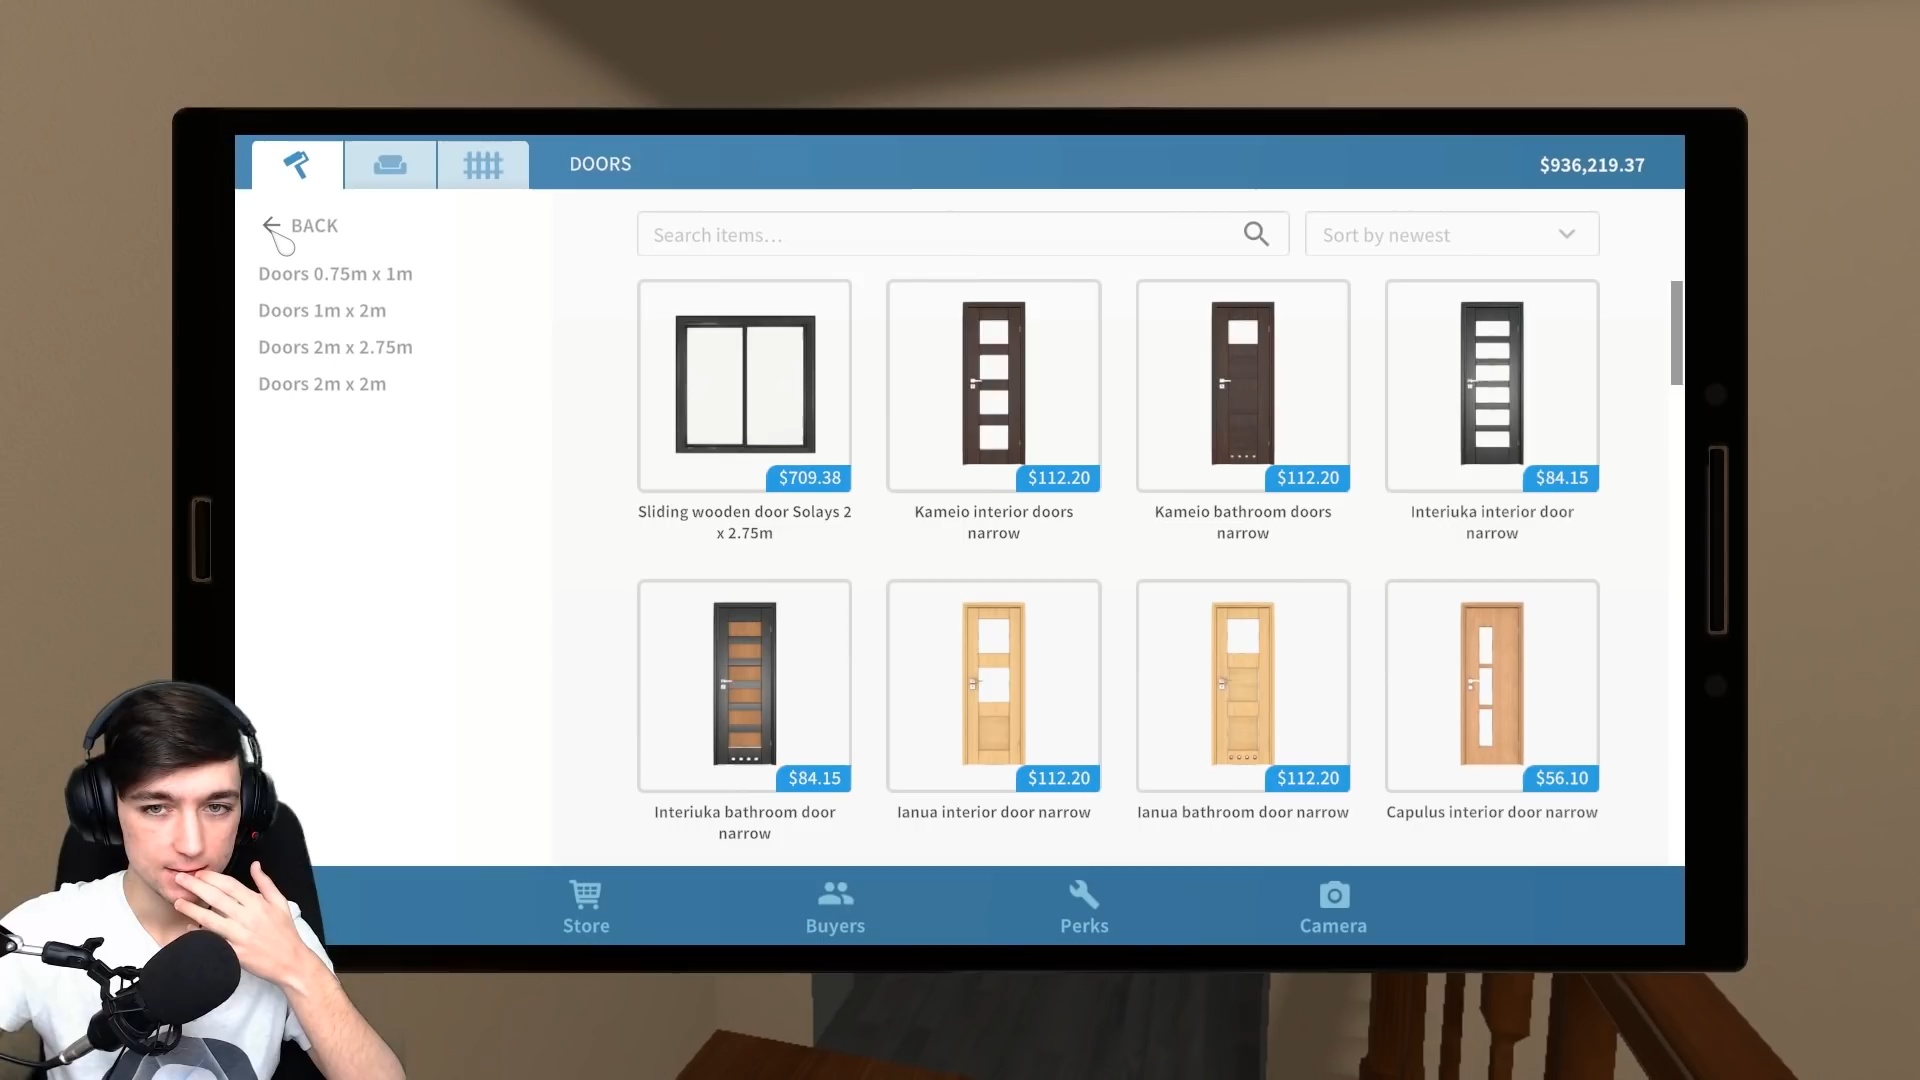 DOORS
$936,219.37
BACK
Doors 0.75m x 1m
Doors 1m x 2m
Doors 2m x 2.75m
Doors 2m x 2m
Search items...
Sort by newest
$709.38
$112.20
$112.20
$84.15
Sliding wooden door Solays 2
x 2.75m
Kameio interior doors
narrow
Kameio bathroom doors
narrow
Interiuka interior door
narrow
$84.15
$112.20
$112.20
$56.10
Interiuka bathroom door
narrow
Ianua interior door narrow
Ianua bathroom door narrow
Capulus interior door narrow
Store
Buyers
Perks
Camera